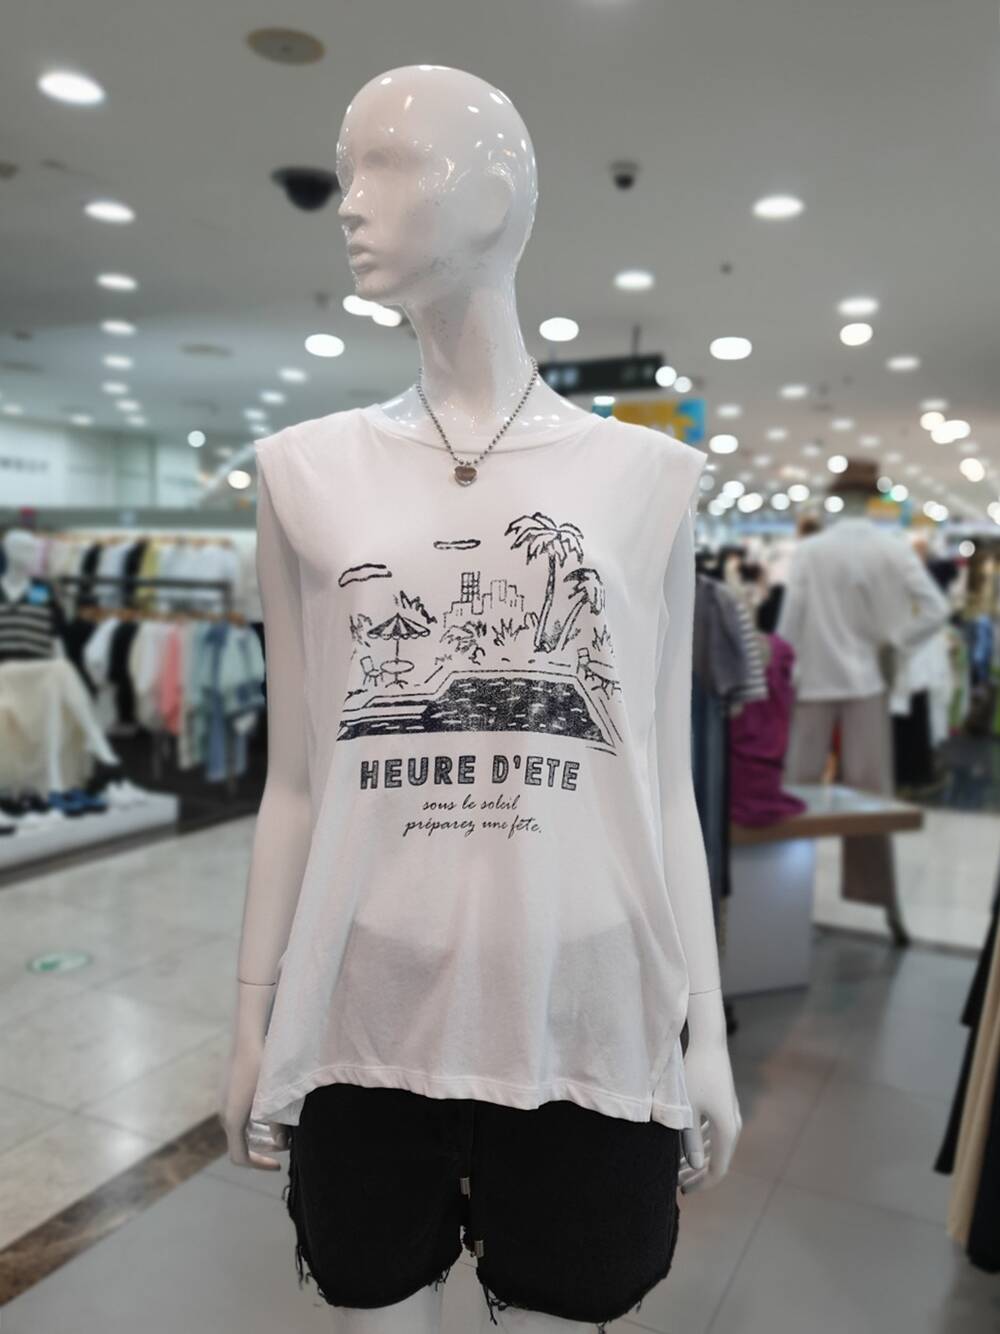 HEURE D'ETE
sous le soleil
préparez une fête.